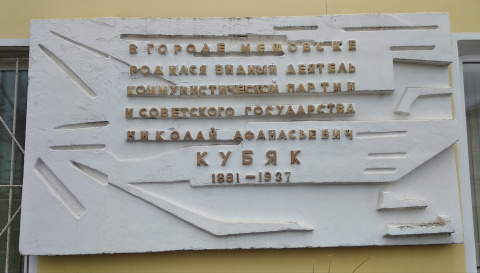 В ГОРОДЕ МЕЩОВСКЕ
РОДИЛСЯ ВИДНЫЙ ДЕЯТЕЛЬ
КОММУНИСТИЧЕСКОЙ ПАРТИИ
И СОВЕТСКОГО ГОСУДАРСТВА
НИКОЛАЙ АФАНАСЬЕВИЧ
КУБЯК
1881-1937